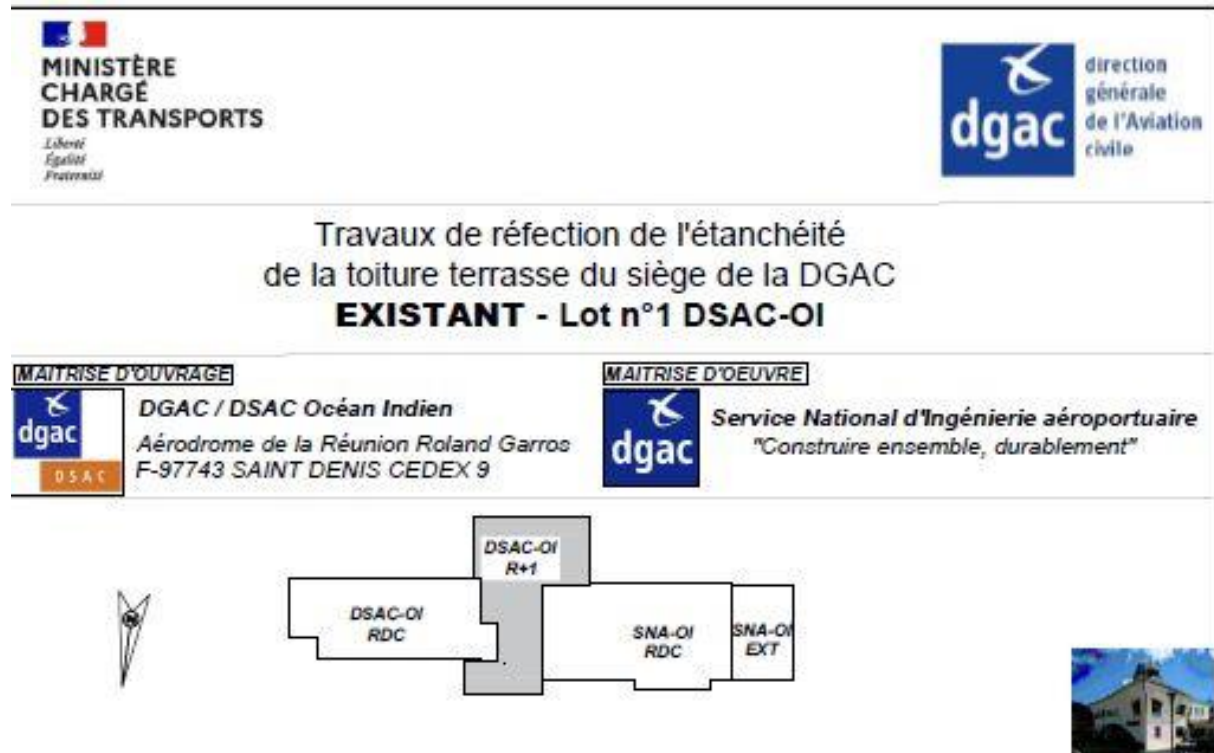 MINISTÈRE
CHARGÉ
DES TRANSPORTS
Liberté
Égalité
Fraternité
dgac
direction
générale
de l'Aviation
civile
Travaux de réfection de l'étanchéité
de la toiture terrasse du siège de la DGAC
EXISTANT - Lot n°1 DSAC-OI
MAITRISE D'OUVRAGE
dgac
DSAC
DGAC / DSAC Océan Indien
Aérodrome de la Réunion Roland Garros
F-97743 SAINT DENIS CEDEX 9
MAITRISE D'OEUVRE
dgac
Service National d'Ingénierie aéroportuaire
"Construire ensemble, durablement"
DSAC-OI
R+1
DSAC-OI
RDC
SNA-OI
RDC
SNA-OI
EXT